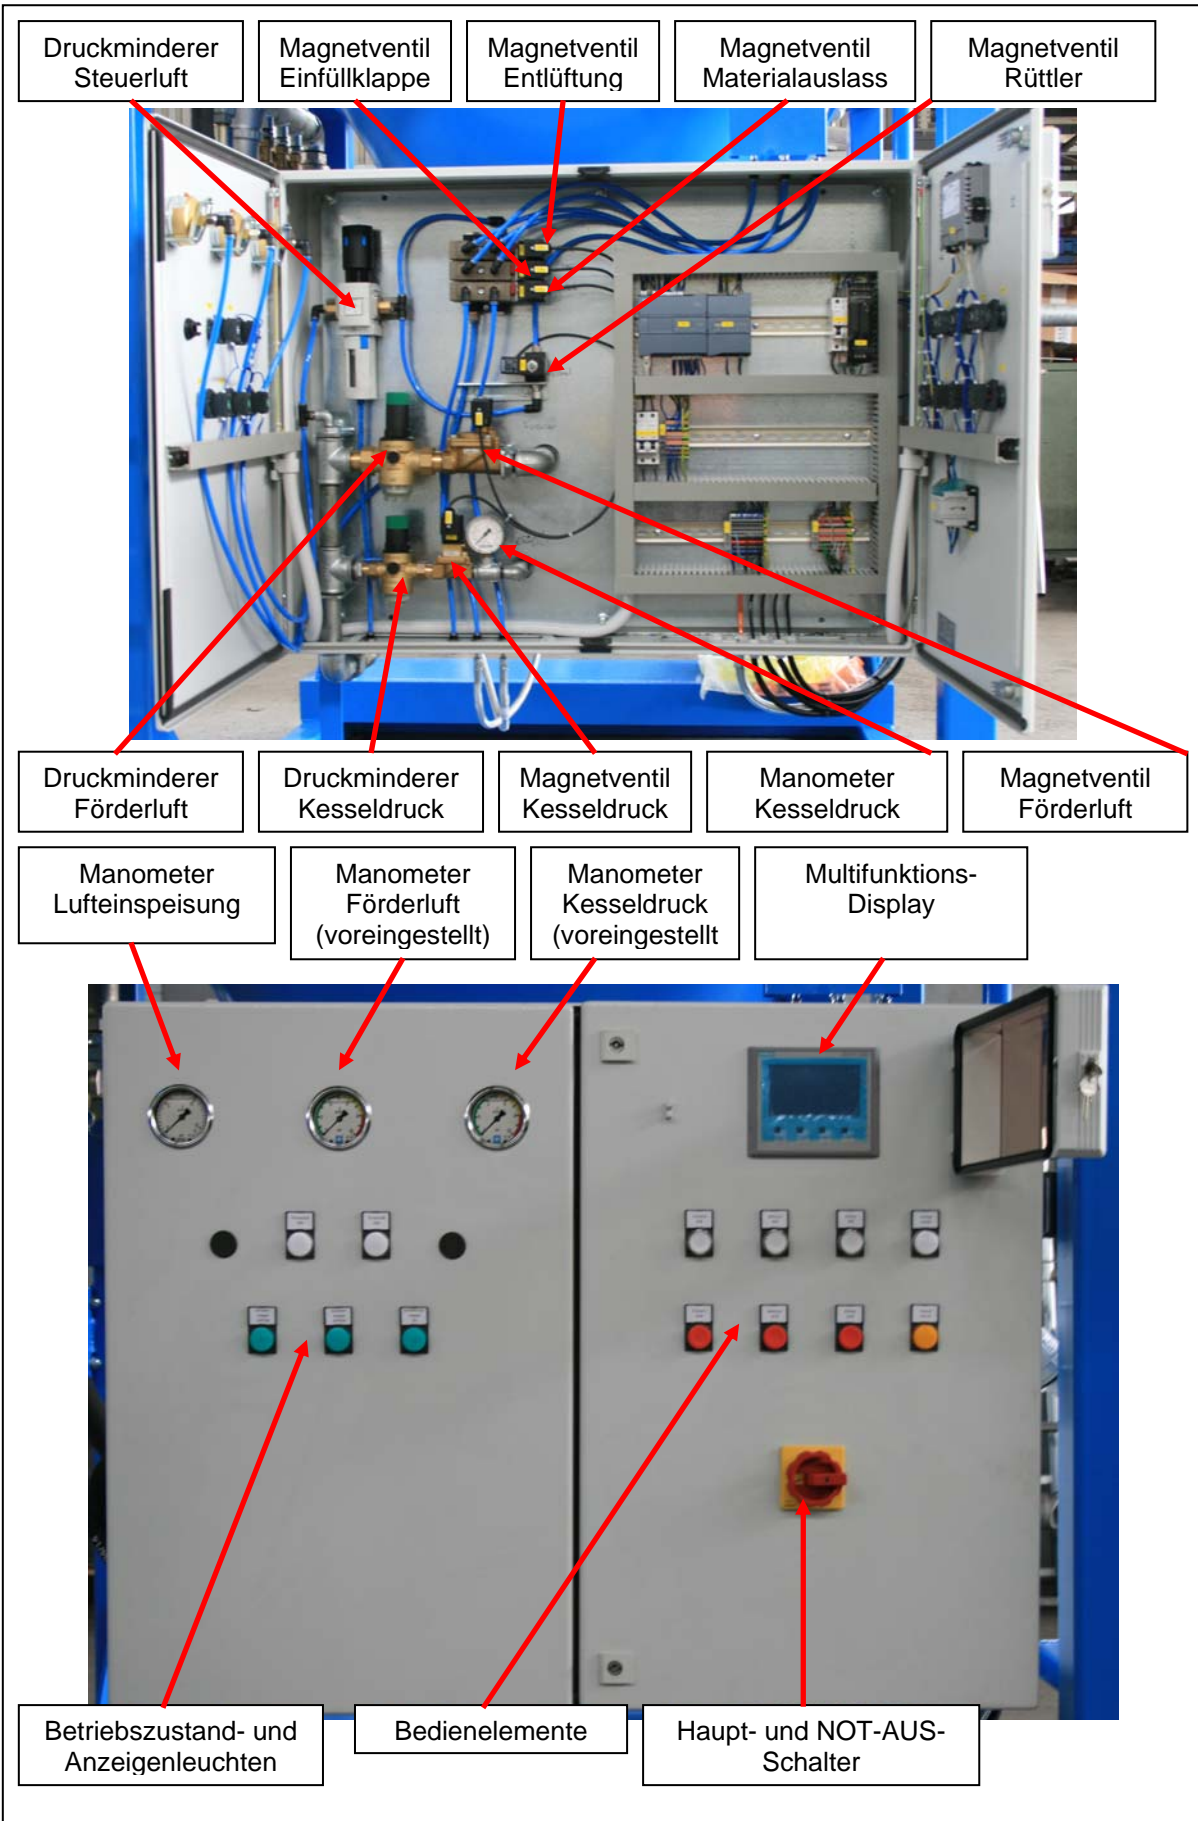 Druckminderer
Steuerluft
Magnetventil
Einfüllklappe
Magnetventil
Entlüftung
Magnetventil
Materialauslass
Magnetventil
Rüttler
Druckminderer
Förderluft
Druckminderer
Kesseldruck
Magnetventil
Kesseldruck
Manometer
Kesseldruck
Magnetventil
Förderluft
Manometer
Lufteinspeisung
Manometer
Förderluft
(voreingestellt)
Manometer
Kesseldruck
(voreingestellt
Multifunktions-
Display
Betriebszustand- und
Anzeigenleuchten
Bedienelemente
Haupt- und NOT-AUS-
Schalter